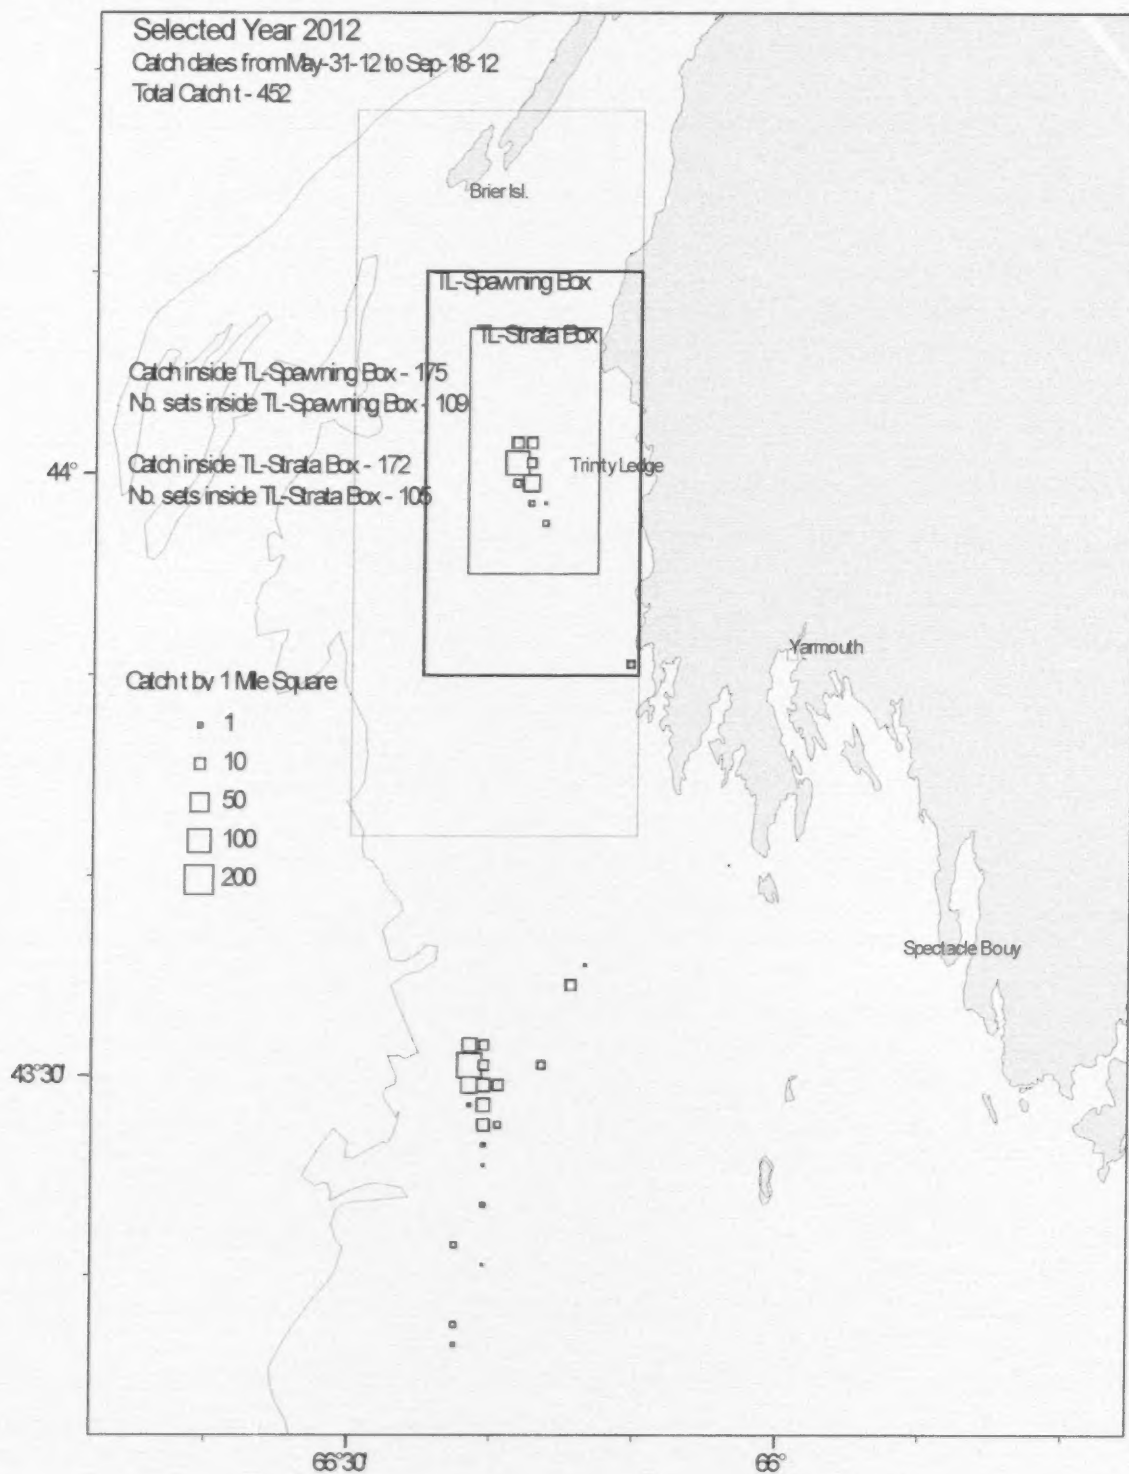 Selected Year 2012
Catch dates from May-31-12 to Sep-18-12
Total Catch t - 452
Brier Isl.
TL-Spawning Box
TL-Strata Box
Catch inside TL-Spawning Box - 175
No. sets inside TL-Spawning Box - 109
Catch inside TL-Strata Box - 172
No. sets inside TL-Strata Box - 105
Trinity Ledge
44°
Yarmouth
Catch t by 1 Mile Square
1
10
50
100
200
Spectacle Bouy
43°30'
66°30'
66°